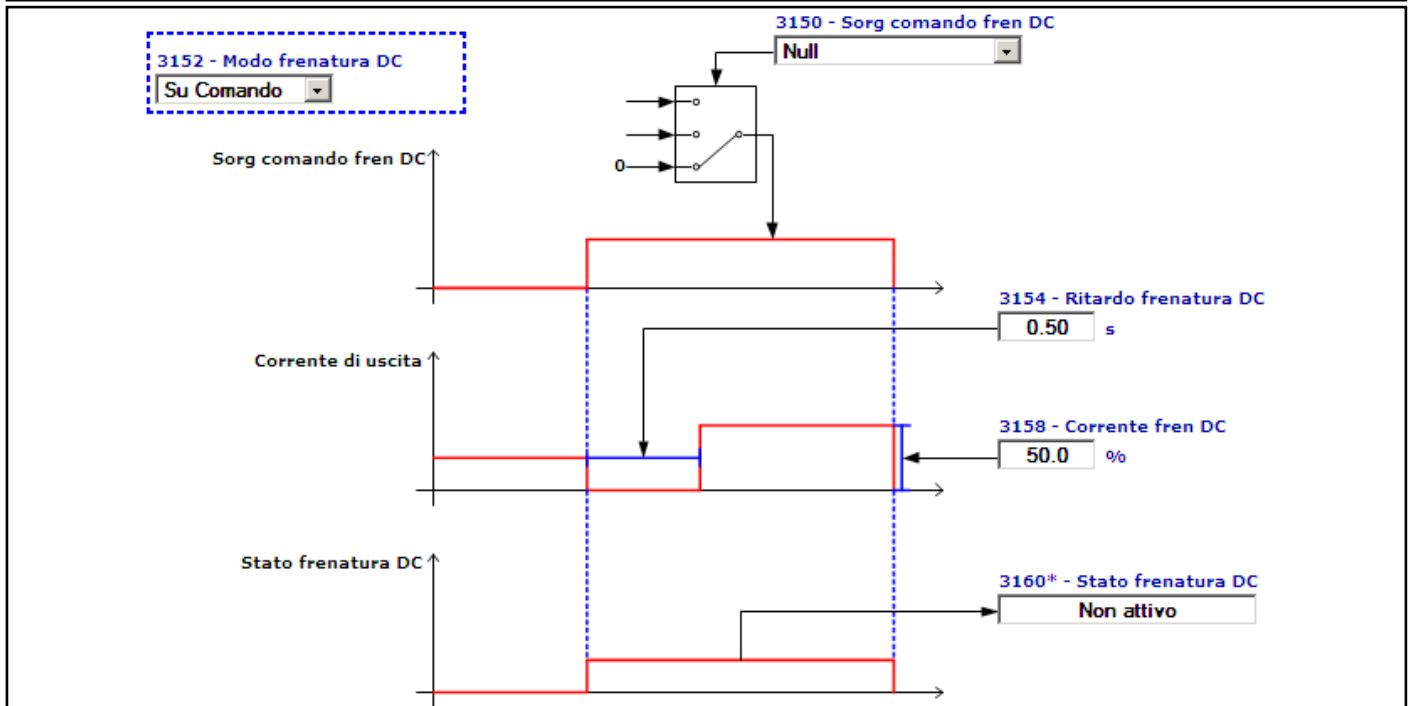 3150 - Sorg comando fren DC
Null
3152 - Modo frenatura DC
Su Comando
Sorg comando fren DC
0
3154 - Ritardo frenatura DC
0.50 s
Corrente di uscita
3158 - Corrente fren DC
50.0 %
Stato frenatura DC
3160* - Stato frenatura DC
Non attivo